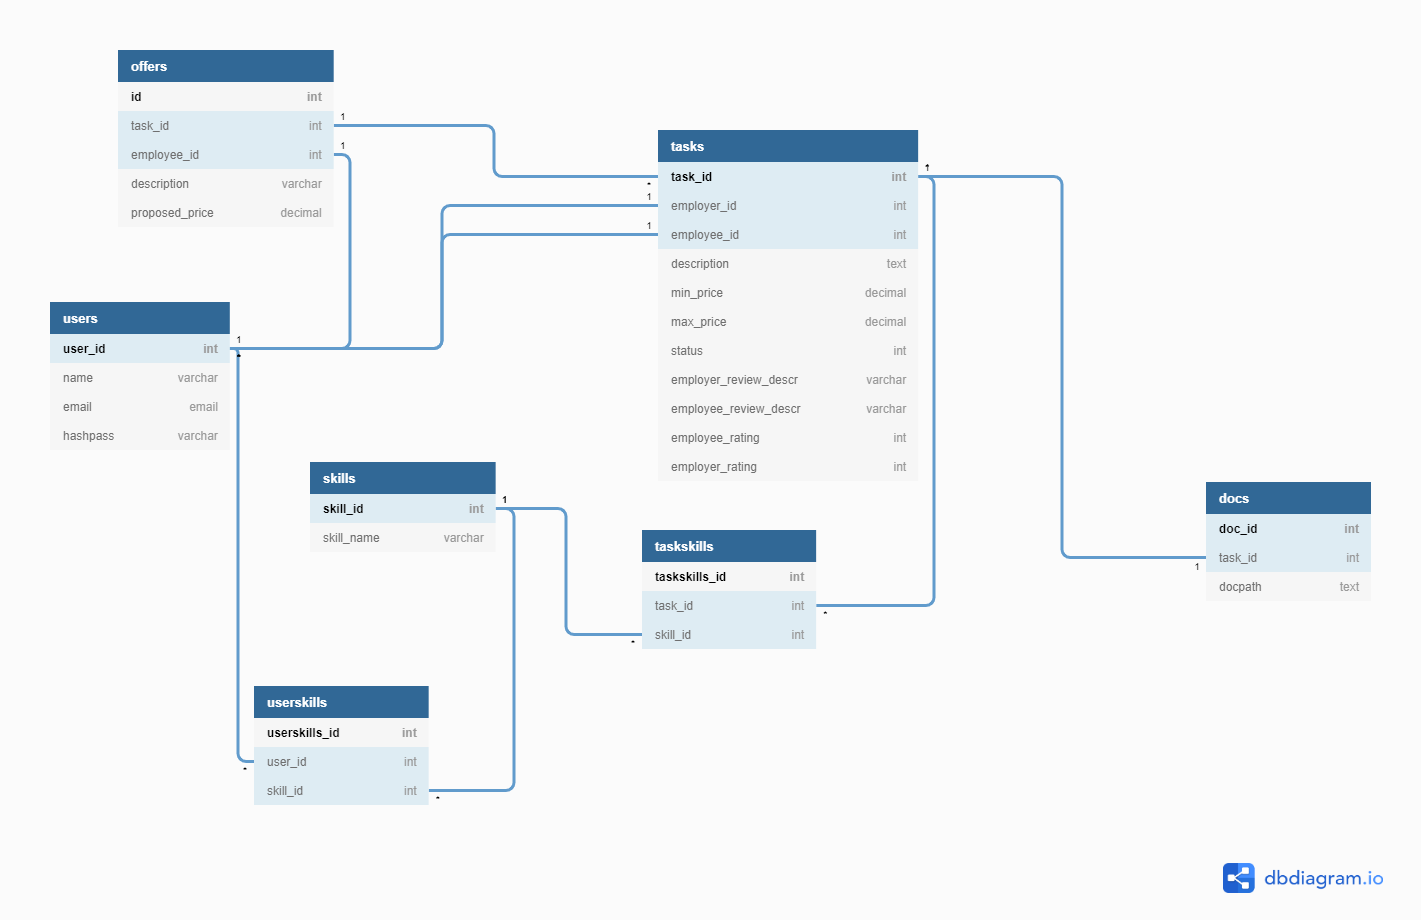 offers
id int
task_id int
employee_id int
description varchar
proposed_price decimal
1
1
users
user_id int
name varchar
email email
hashpass varchar
1
*
tasks
task_id int
employer_id int
employee_id int
description text
min_price decimal
max_price decimal
status int
employer_review_descr varchar
employee_review_descr varchar
employee_rating int
employer_rating int
*
1
1
1
skills
skill_id int
skill_name varchar
1
taskskills
taskskills_id int
task_id int
skill_id int
*
*
docs
doc_id int
task_id int
docpath text
1
userskills
userskills_id int
user_id int
skill_id int
*
*
dbdiagram.io